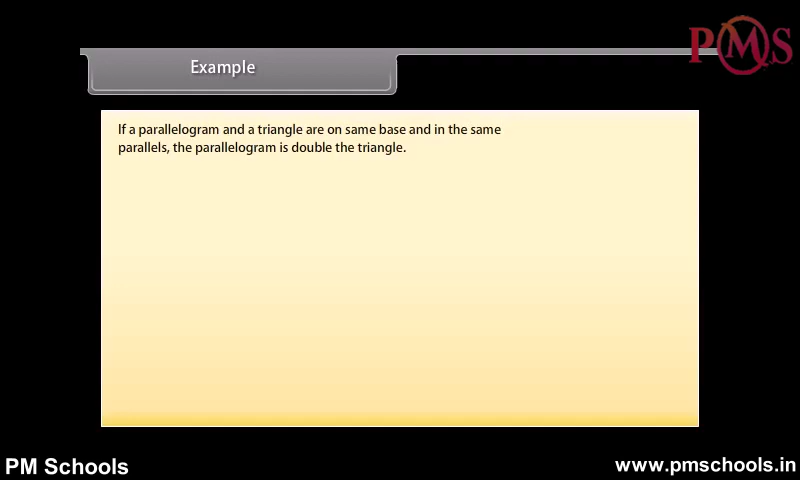 PMS
Example
If a parallelogram and a triangle are on same base and in the same
parallels, the parallelogram is double the triangle.
PM Schools
www.pmschools.in